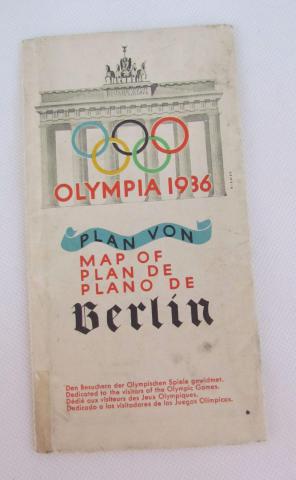 OLYMPIA 1936
PLAN VON
MAP OF
PLAN DE
PLANO DE
Berlin
Den Besuchern der Olympischen Spiele gewidmet.
Dedicated to the visitors of the Olympic Games.
Dédié aux visiteurs des Jeux Olympiques.
Dedicado a los visitadores de los Juegos Olímpicos.